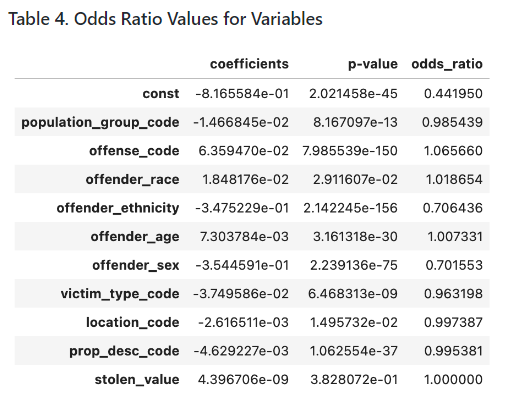 Table 4. Odds Ratio Values for Variables
coefficients p-value odds_ratio
const -8.165584e-01 2.021458e-45 0.441950
population_group_code -1.466845e-02 8.167097e-13 0.985439
offense_code 6.359470e-02 7.985539e-150 1.065660
offender_race 1.848176e-02 2.911607e-02 1.018654
offender_ethnicity -3.475229e-01 2.142245e-156 0.706436
offender_age 7.303784e-03 3.161318e-30 1.007331
offender_sex -3.544591e-01 2.239136e-75 0.701553
victim_type_code -3.749586e-02 6.468313e-09 0.963198
location_code -2.616511e-03 1.495732e-02 0.997387
prop_desc_code -4.629227e-03 1.062554e-37 0.995381
stolen_value 4.396706e-09 3.828072e-01 1.000000